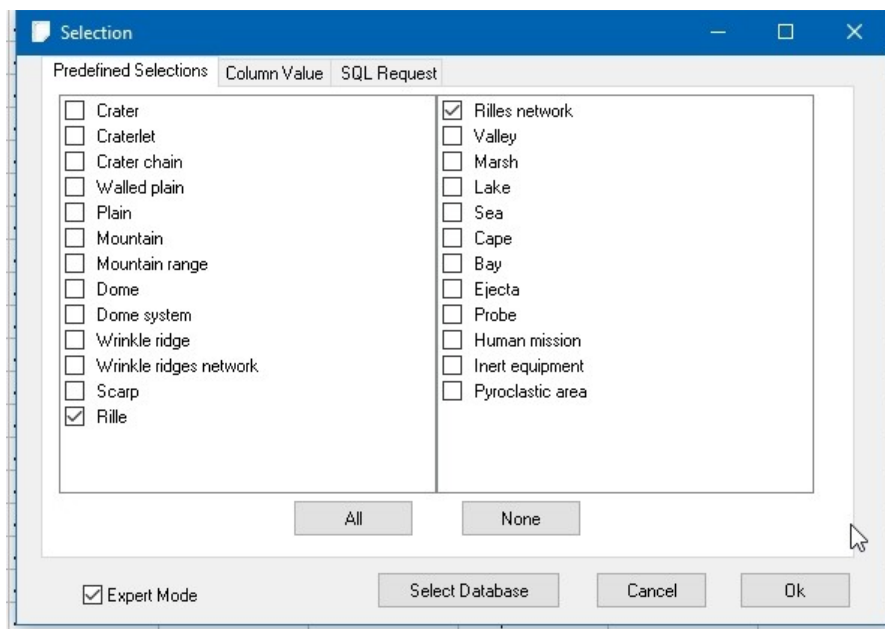 Selection
Predefined Selections Column Value SQL Request
Crater
Craterlet
Crater chain
Walled plain
Plain
Mountain
Mountain range
Dome
Dome system
Wrinkle ridge
Wrinkle ridges network
Scarp
Rille
Rilles network
Valley
Marsh
Lake
Sea
Cape
Bay
Ejecta
Probe
Human mission
Inert equipment
Pyroclastic area
All None
Expert Mode Select Database Cancel Ok